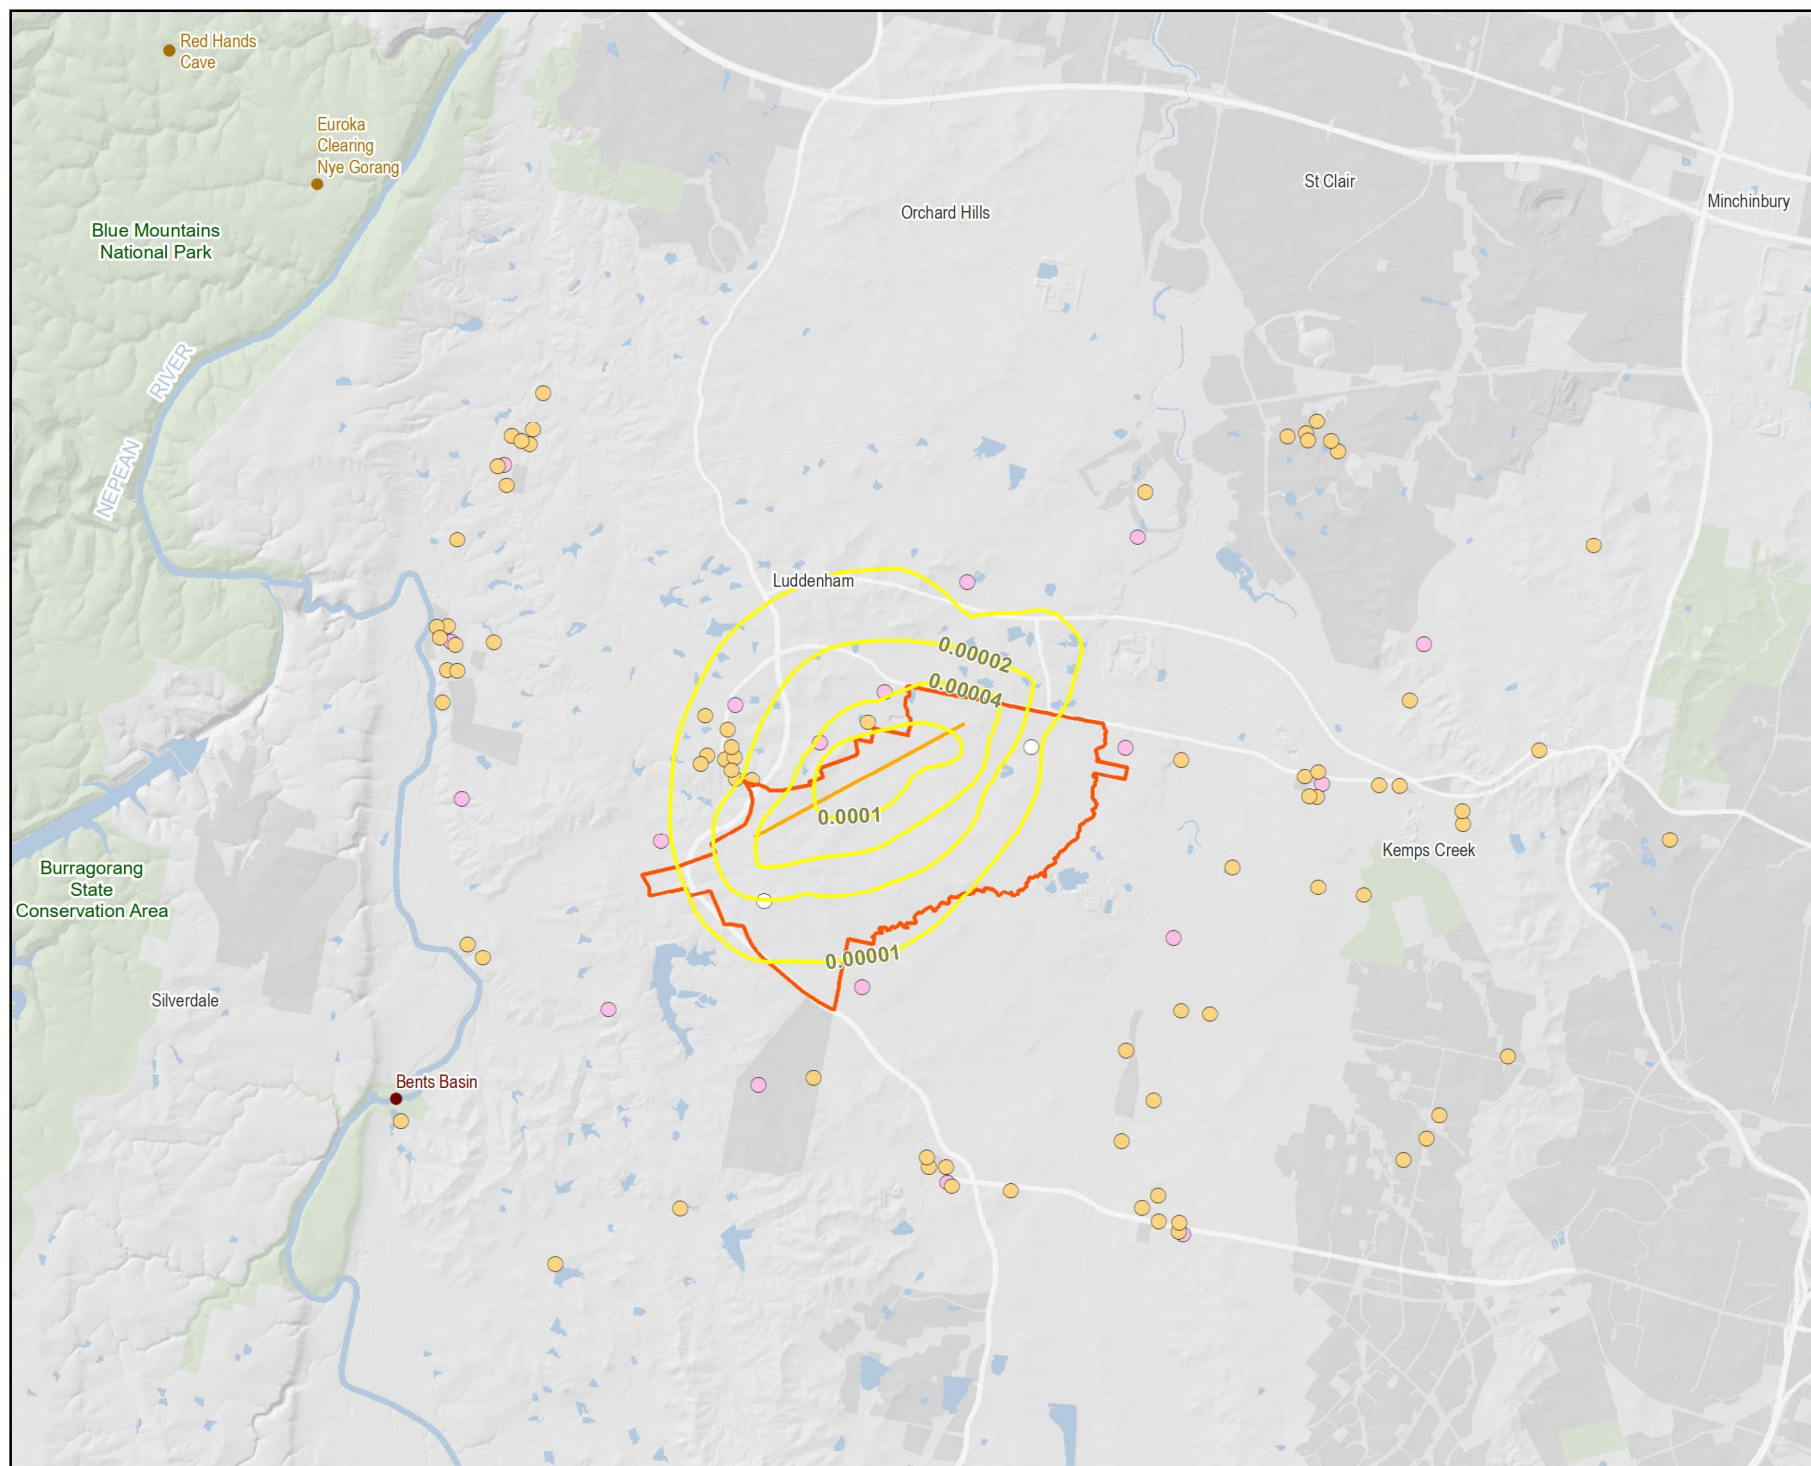 Red Hands
Cave
Euroka
Clearing
Nye Gorang
St Clair
Minchinbury
Orchard Hills
Blue Mountains
National Park
NEPEAN RIVER
Luddenham
0.00002
0.00004
0.0001
Kemps Creek
Burragorang
State
Conservation Area
0.00001
Silverdale
Bents Basin